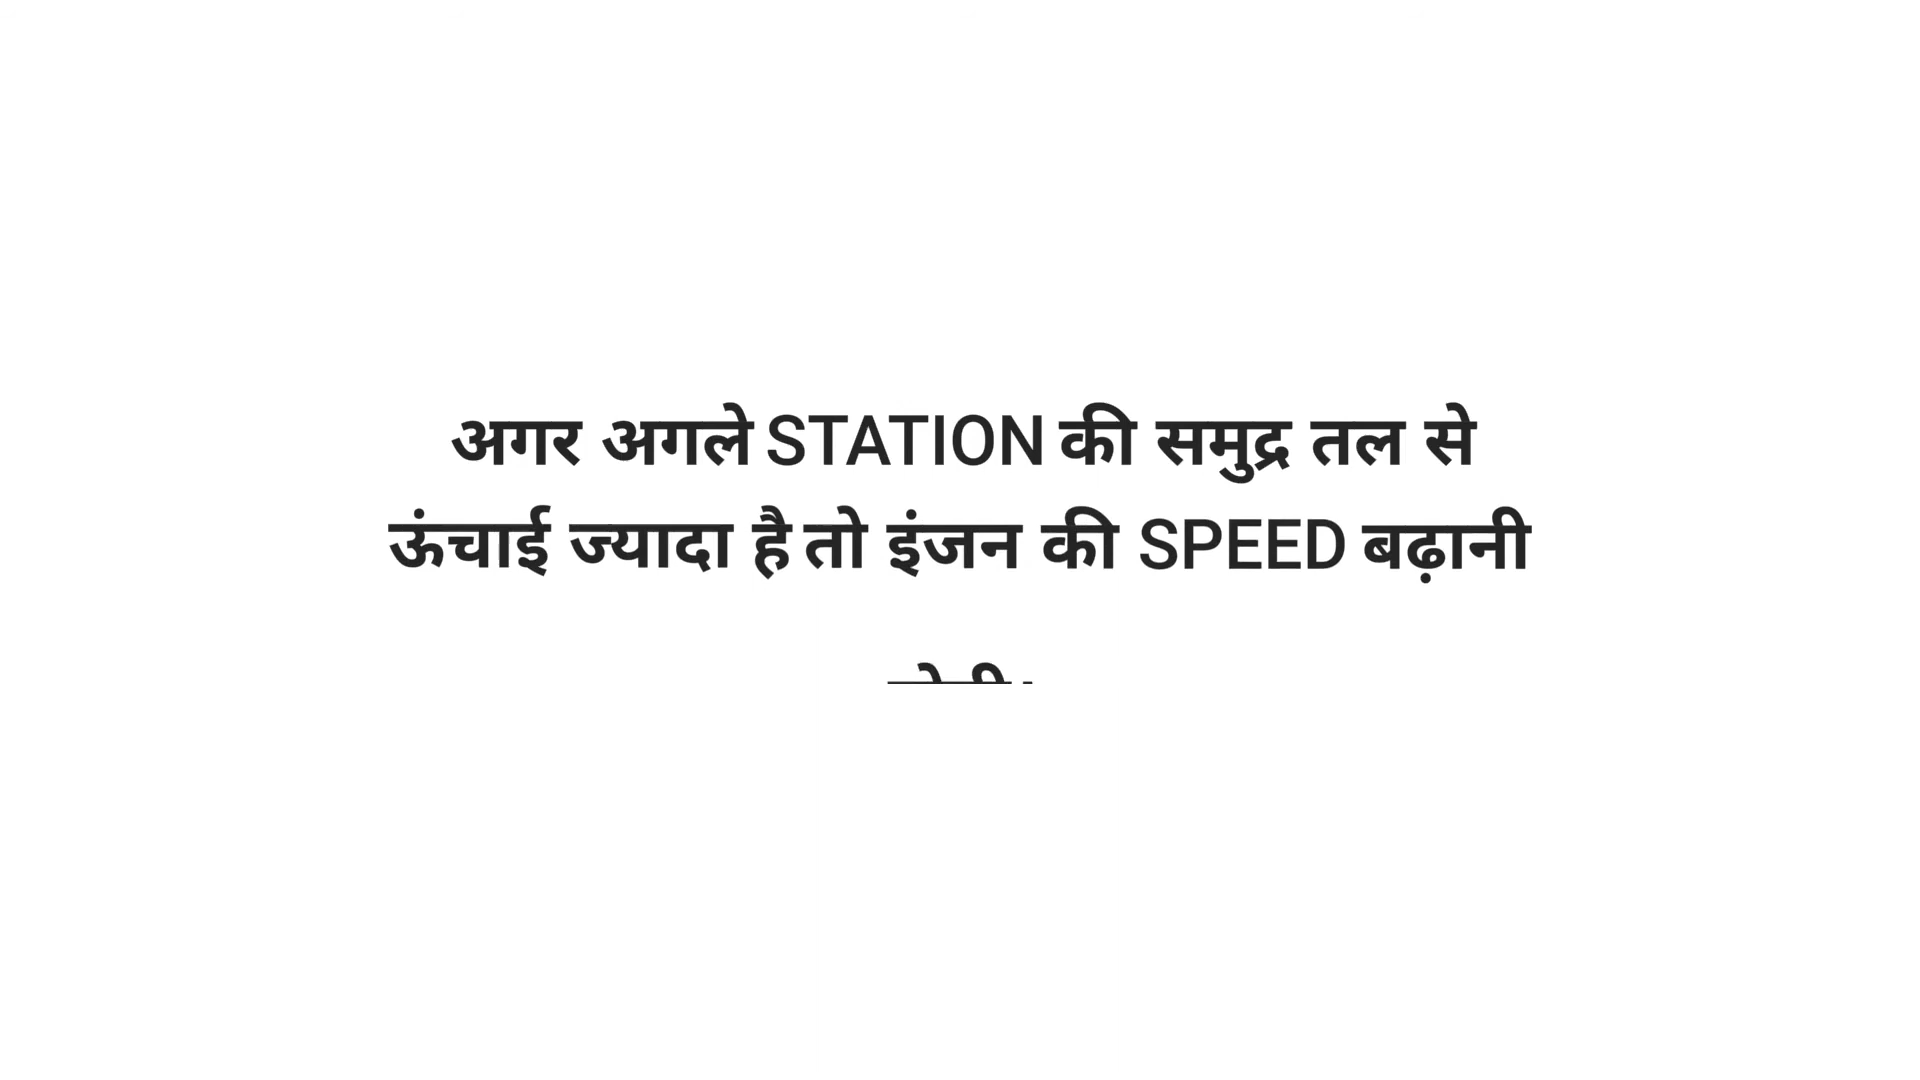 अगर अगले STATION की समुद्र तल से
ऊंचाई ज्यादा है तो इंजन की SPEED बढ़ानी